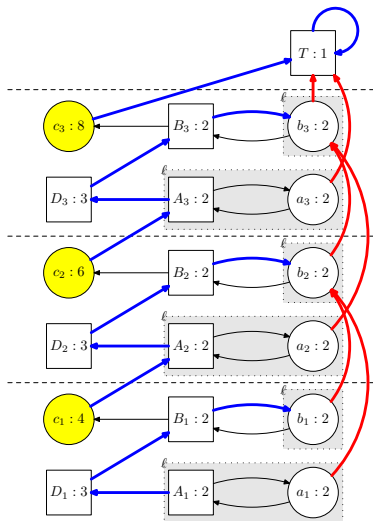 T : 1
ℓ
c₃ : 8 B₃ : 2 b₃ : 2
ℓ
D₃ : 3 A₃ : 2 a₃ : 2
ℓ
c₂ : 6 B₂ : 2 b₂ : 2
ℓ
D₂ : 3 A₂ : 2 a₂ : 2
ℓ
c₁ : 4 B₁ : 2 b₁ : 2
ℓ
D₁ : 3 A₁ : 2 a₁ : 2